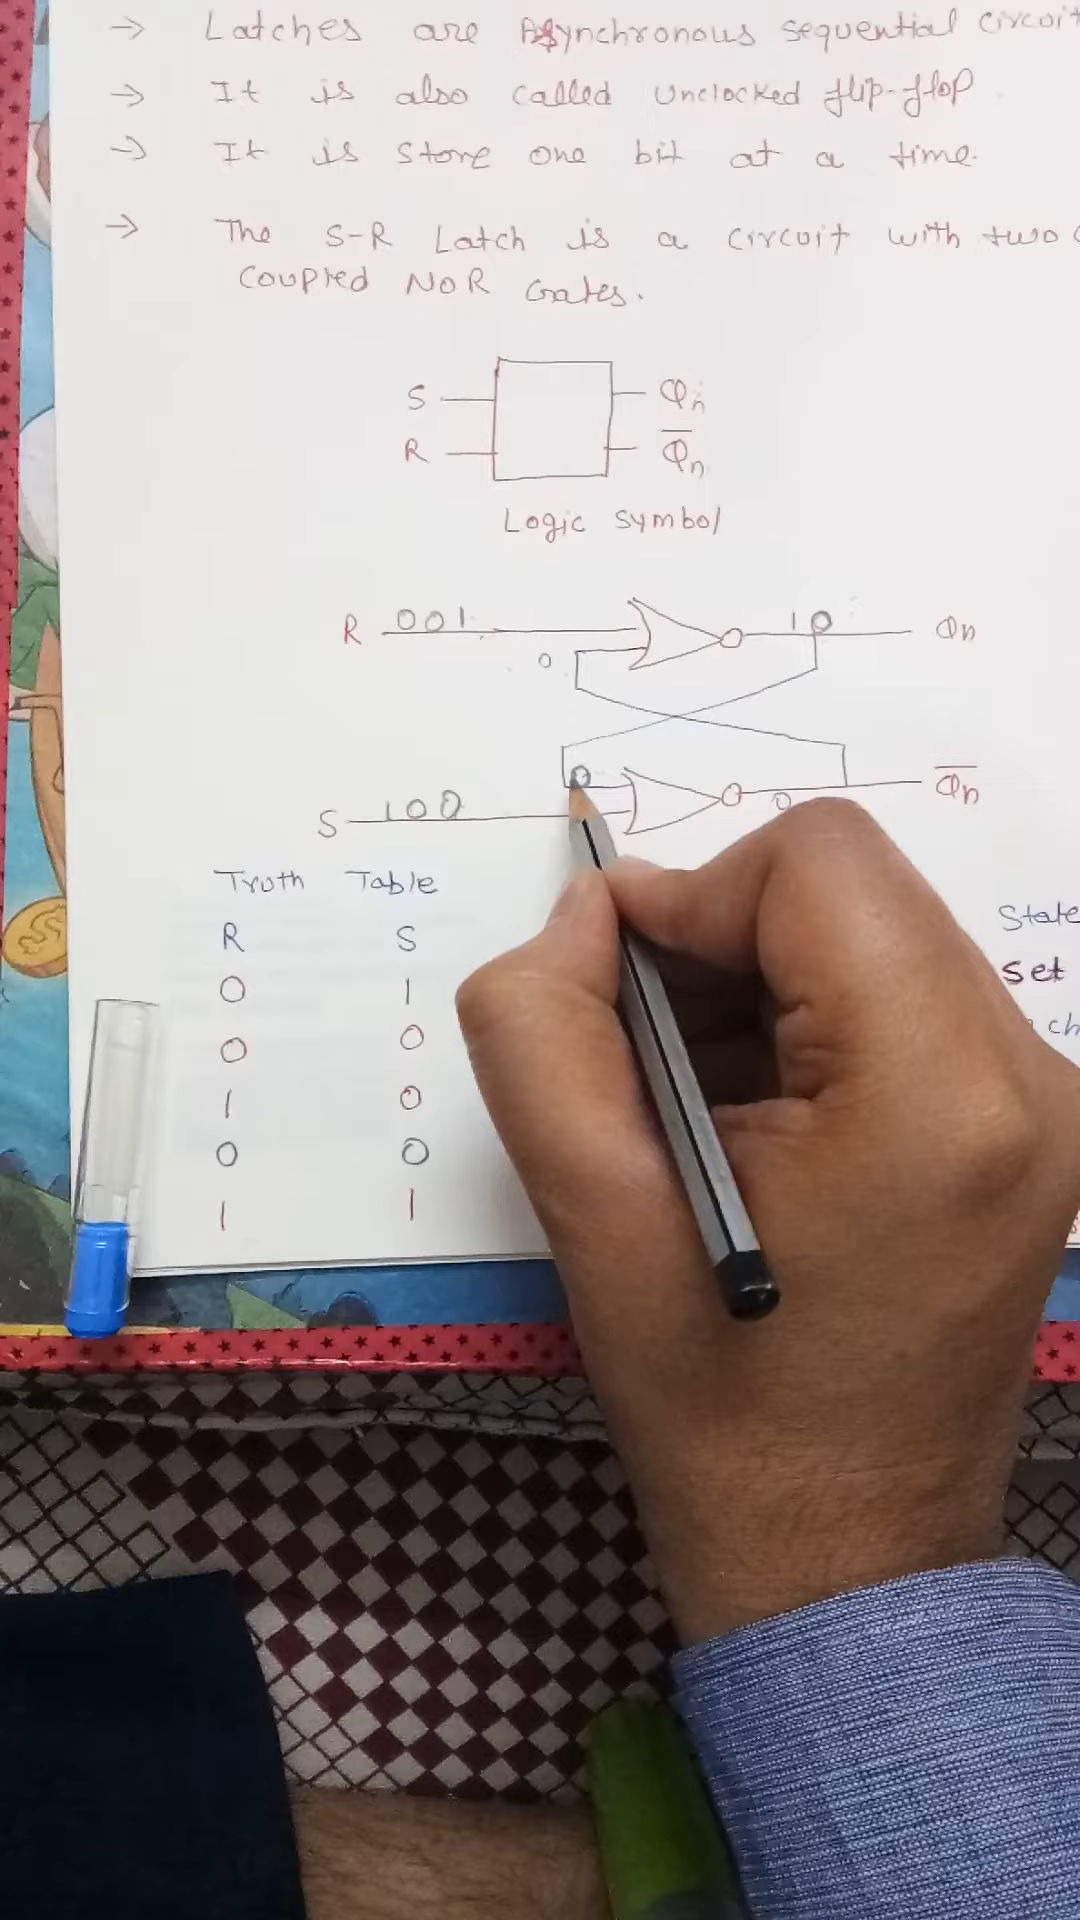 → Latches are Asynchronous sequential circuit
→ It is also called Unclocked flip-flop
→ It is store one bit at a time.
→ The S-R Latch is a circuit with two
coupled NOR Gates.
S Qn
R Q̅n
Logic symbol
R 001 10 Qn
0
0
S 100 0 Q̅n
Truth Table
State
R S
Set
0 1
0 0
ch
1 0
0 0
1 1